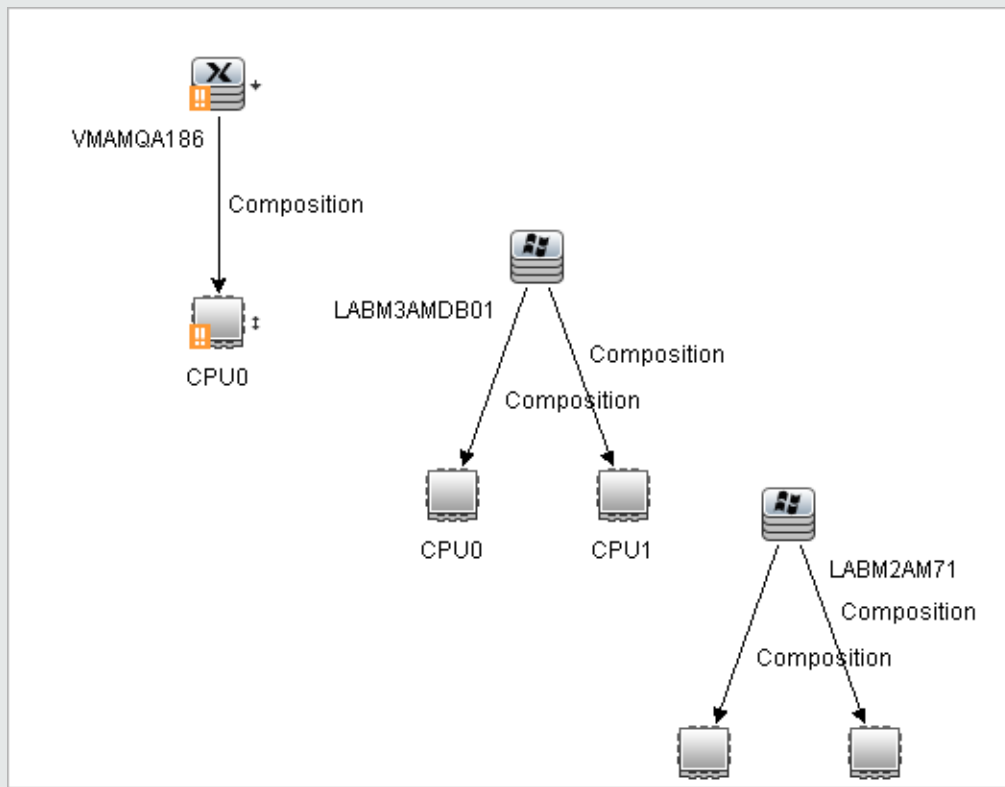 VMAMQA186
Composition
CPU0
LABM3AMDB01
Composition
Composition
CPU0
CPU1
LABM2AM71
Composition
Composition